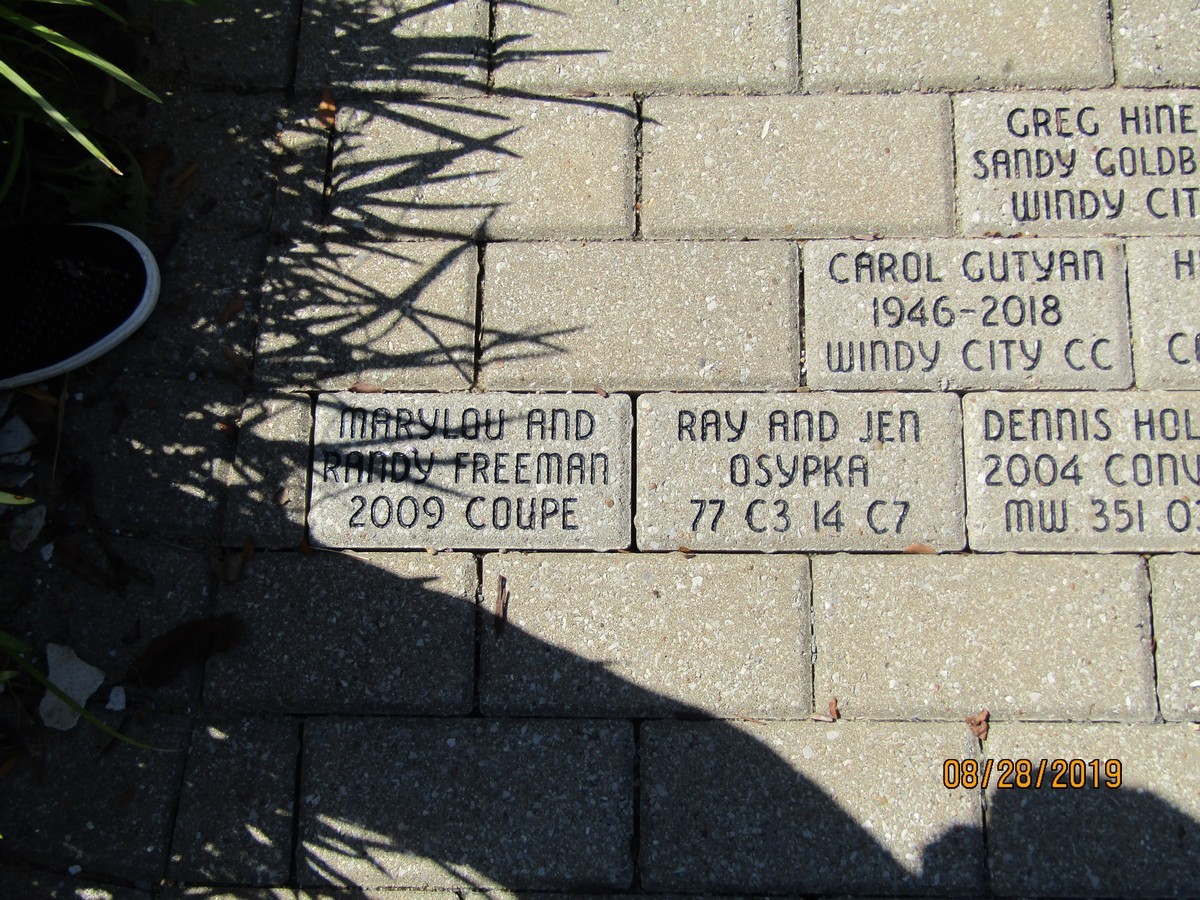 GREG HINE
SANDY GOLDB
WINDY CIT
CAROL GUTYAN
1946-2018
WINDY CITY CC
MARYLOU AND
RANDY FREEMAN
2009 COUPE
RAY AND JEN
OSYPKA
77 C3 14 C7
DENNIS HOL
2004 CONV
MW 351 O
08/28/2019